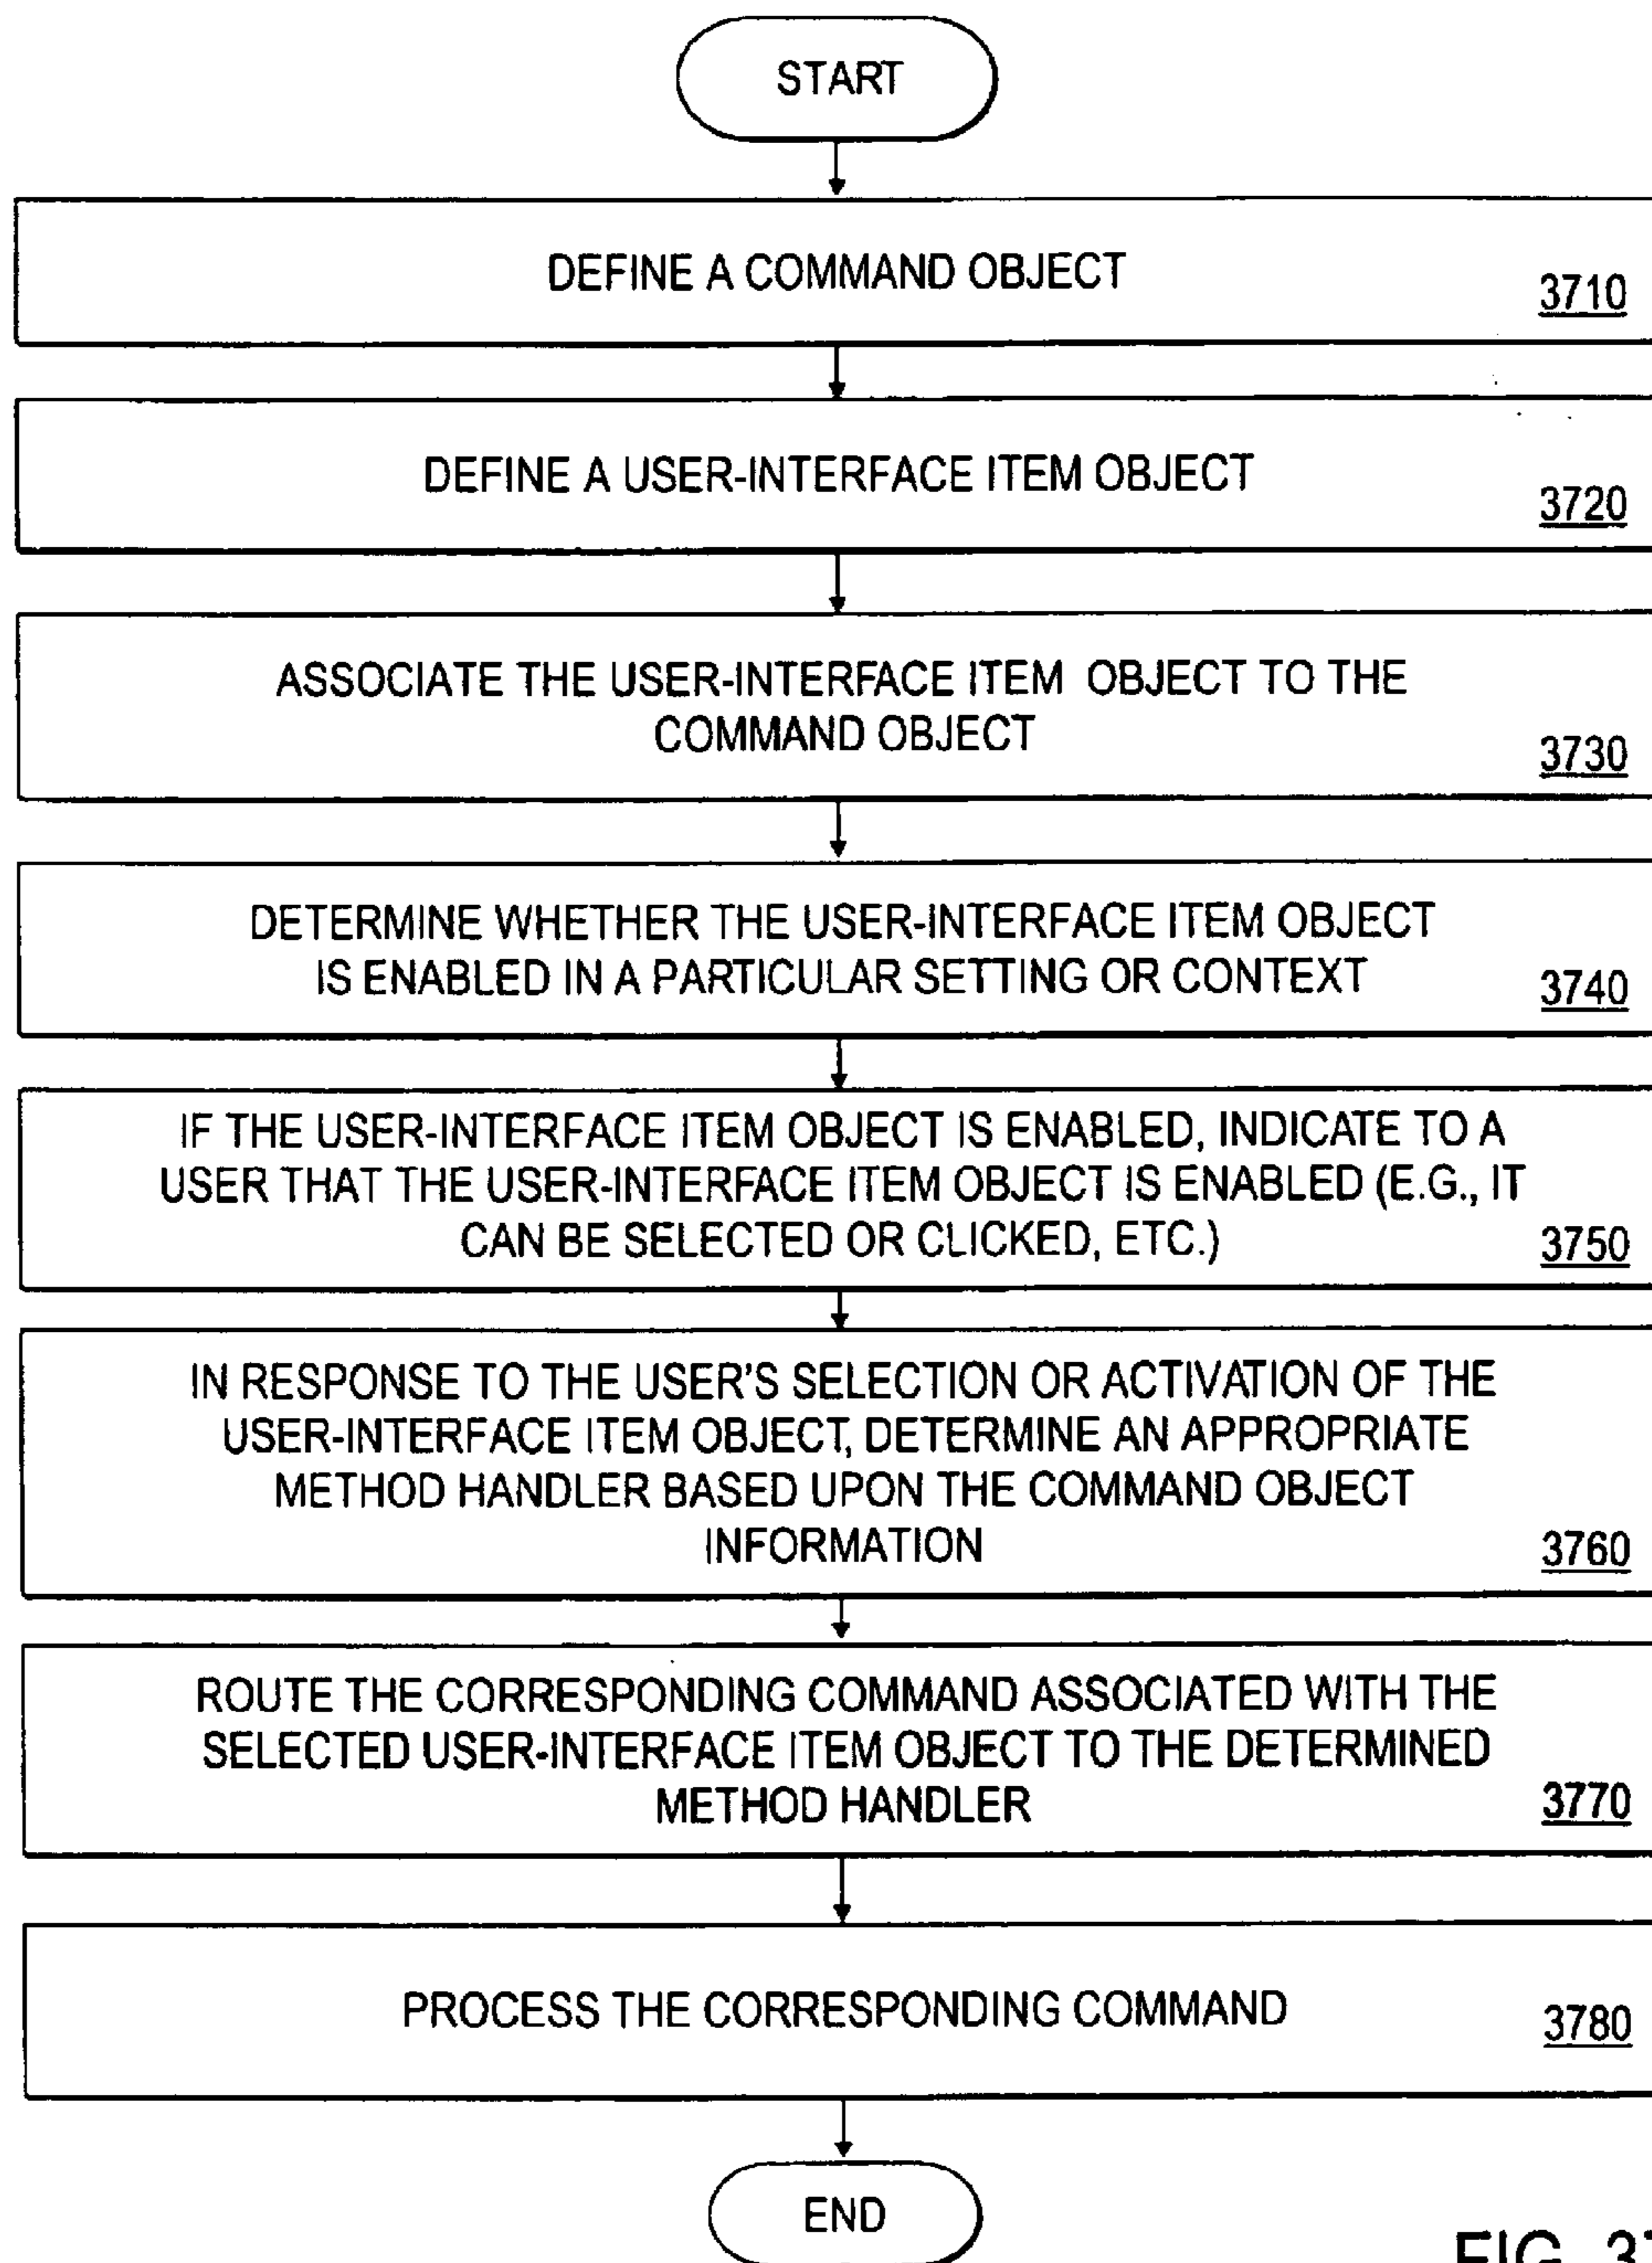 START
DEFINE A COMMAND OBJECT
3710
DEFINE A USER-INTERFACE ITEM OBJECT
3720
ASSOCIATE THE USER-INTERFACE ITEM OBJECT TO THE
COMMAND OBJECT
3730
DETERMINE WHETHER THE USER-INTERFACE ITEM OBJECT
IS ENABLED IN A PARTICULAR SETTING OR CONTEXT
3740
IF THE USER-INTERFACE ITEM OBJECT IS ENABLED, INDICATE TO A
USER THAT THE USER-INTERFACE ITEM OBJECT IS ENABLED (E.G., IT
CAN BE SELECTED OR CLICKED, ETC.)
3750
IN RESPONSE TO THE USER'S SELECTION OR ACTIVATION OF THE
USER-INTERFACE ITEM OBJECT, DETERMINE AN APPROPRIATE
METHOD HANDLER BASED UPON THE COMMAND OBJECT
INFORMATION
3760
ROUTE THE CORRESPONDING COMMAND ASSOCIATED WITH THE
SELECTED USER-INTERFACE ITEM OBJECT TO THE DETERMINED
METHOD HANDLER
3770
PROCESS THE CORRESPONDING COMMAND
3780
END
FIG. 37